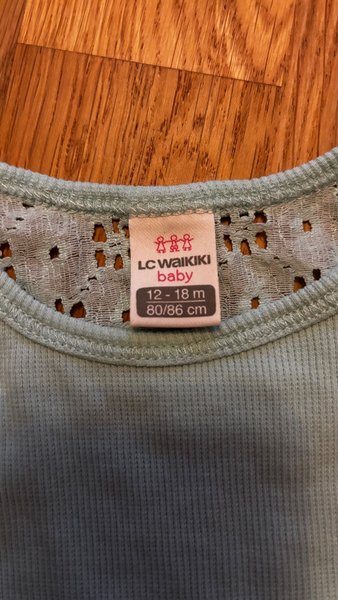 LC WAIKIKI
baby
12 - 18 m
80/86 cm